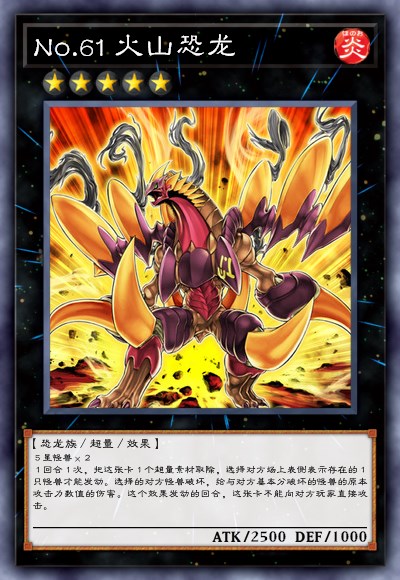 No.61 火山恐龙
ほのお
炎
61
【恐龙族／超量／效果】
5星怪兽×2
1回合1次，把这张卡1个超量素材取除，选择对方场上表侧表示存在的1
只怪兽才能发动。选择的对方怪兽破坏，给与对方基本分破坏的怪兽的原本
攻击力数值的伤害。这个效果发动的回合，这张卡不能向对方玩家直接攻
击。
ATK/2500 DEF/1000